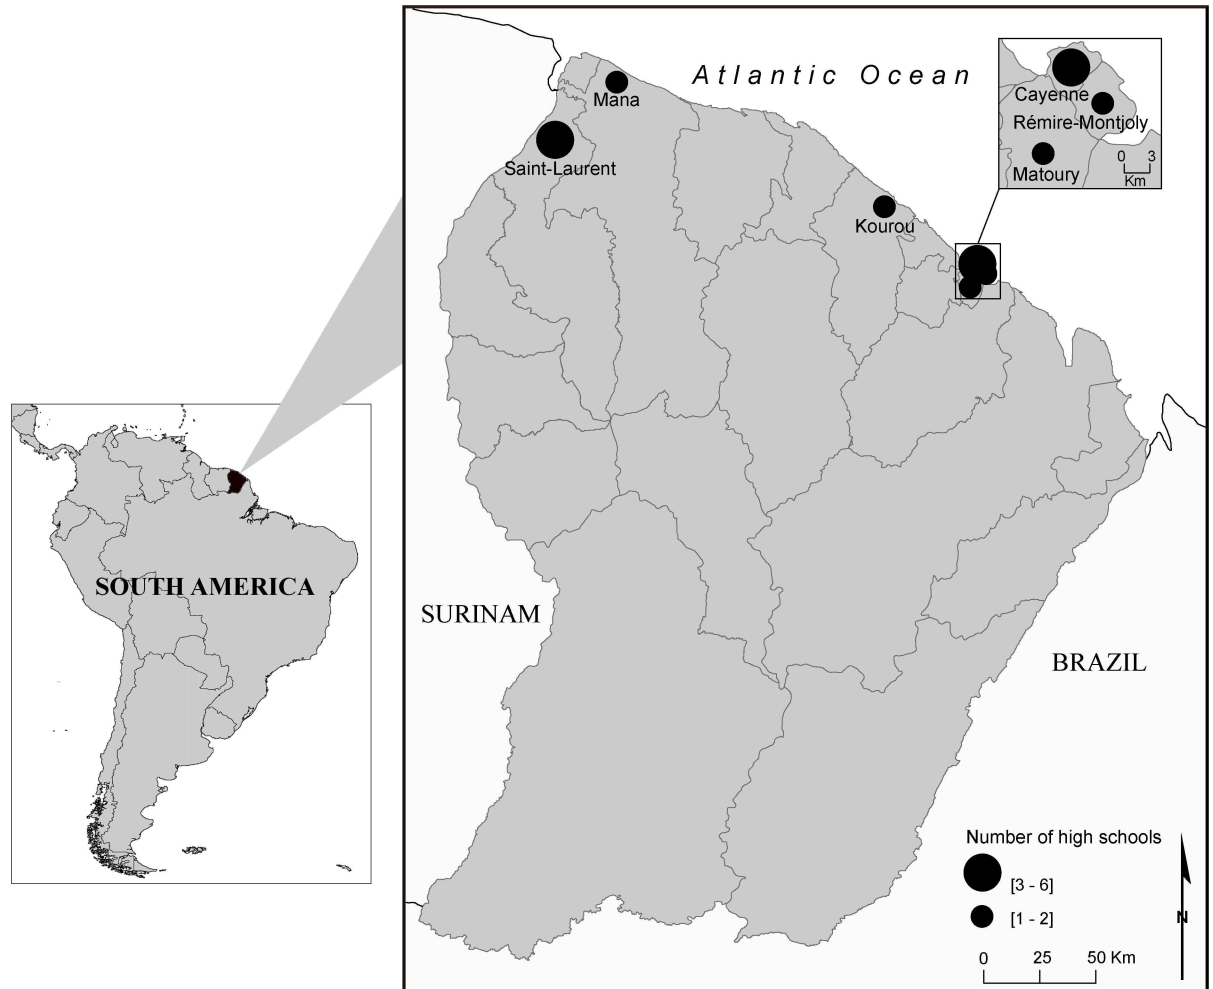 Atlantic Ocean
Mana
Saint-Laurent
Kourou
Cayenne
Rémire-Montjoly
Matoury
0 3
Km
SOUTH AMERICA
SURINAM
BRAZIL
Number of high schools
[3 - 6]
[1 - 2]
0 25 50 Km
N